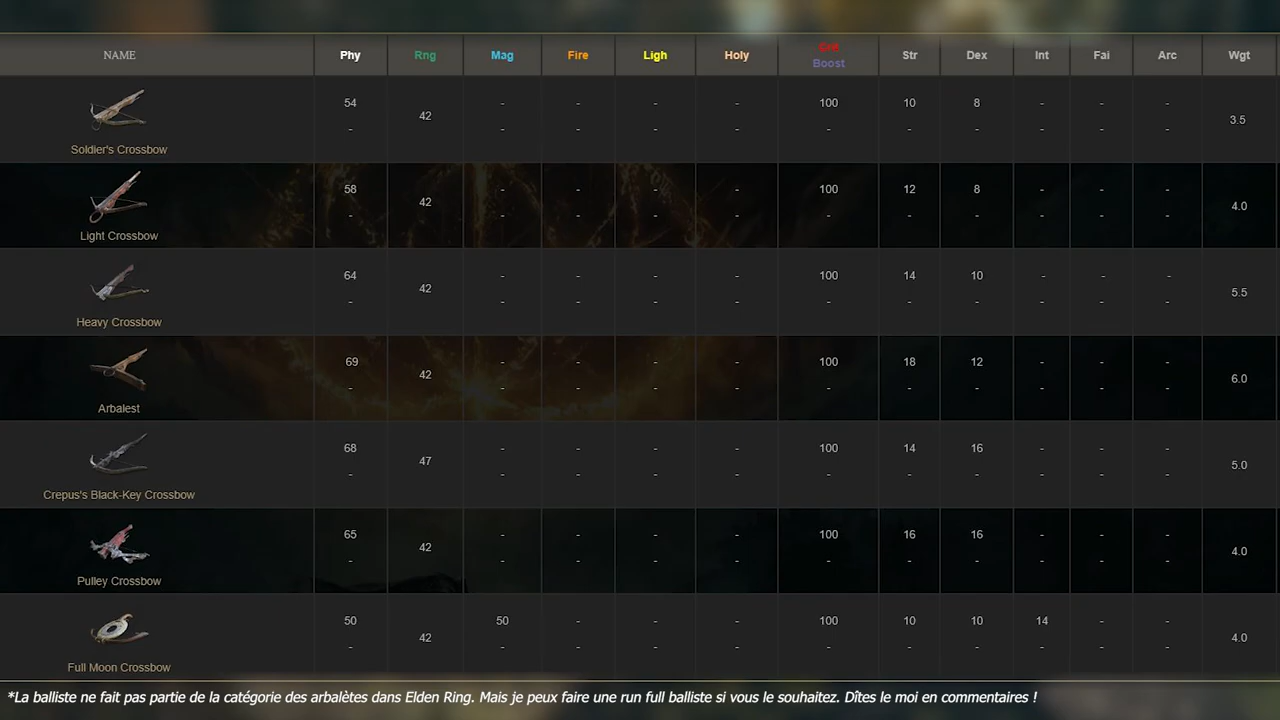 NAME Phy Rng Mag Fire Ligh Holy Boost Str Dex Int Fai Arc Wgt
54 42 - - - - 100 10 8 - - - 3.5
- - - - - - - - - - -
Soldier's Crossbow
58 42 - - - - 100 12 8 - - - 4.0
- - - - - - - - - - -
Light Crossbow
64 42 - - - - 100 14 10 - - - 5.5
- - - - - - - - - - -
Heavy Crossbow
69 42 - - - - 100 18 12 - - - 6.0
- - - - - - - - - - -
Arbalest
68 47 - - - - 100 14 16 - - - 5.0
- - - - - - - - - - -
Crepus's Black-Key Crossbow
65 42 - - - - 100 16 16 - - - 4.0
- - - - - - - - - - -
Pulley Crossbow
50 42 50 - - - 100 10 10 14 - - 4.0
- - - - - - - - - - -
Full Moon Crossbow
*La balliste ne fait pas partie de la catégorie des arbalètes dans Elden Ring. Mais je peux faire une run full balliste si vous le souhaitez. Dîtes le moi en commentaires !